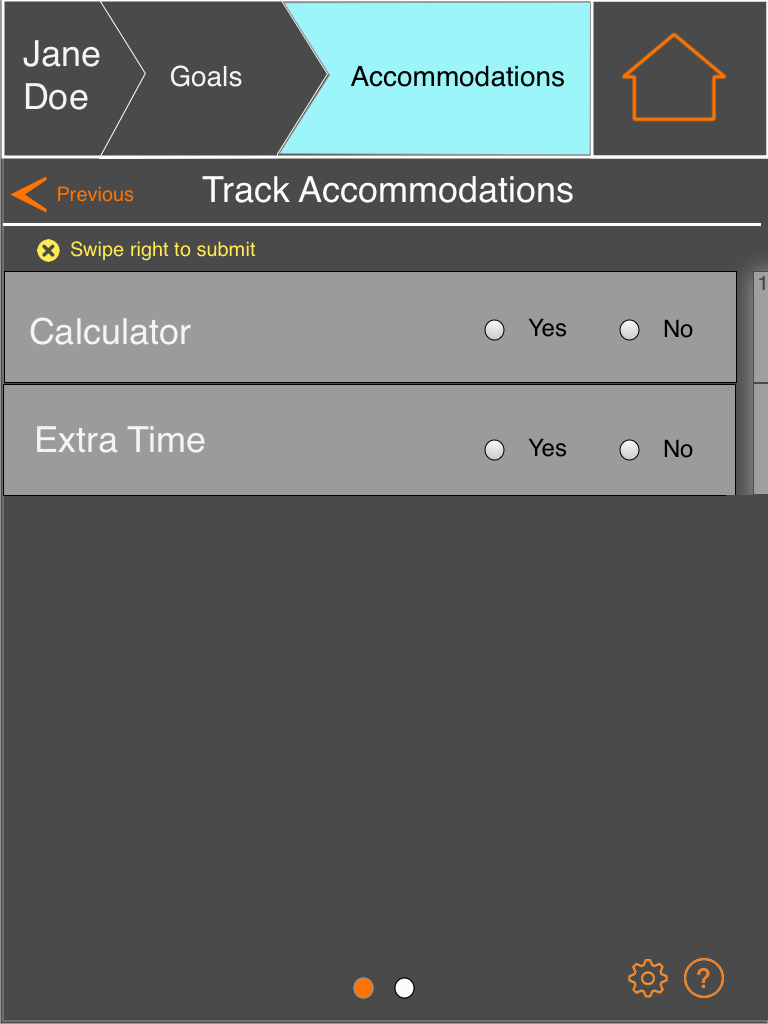 Jane
Doe
Goals
Accommodations
Previous
Track Accommodations
Swipe right to submit
1
Calculator
Yes
No
Extra Time
Yes
No
?